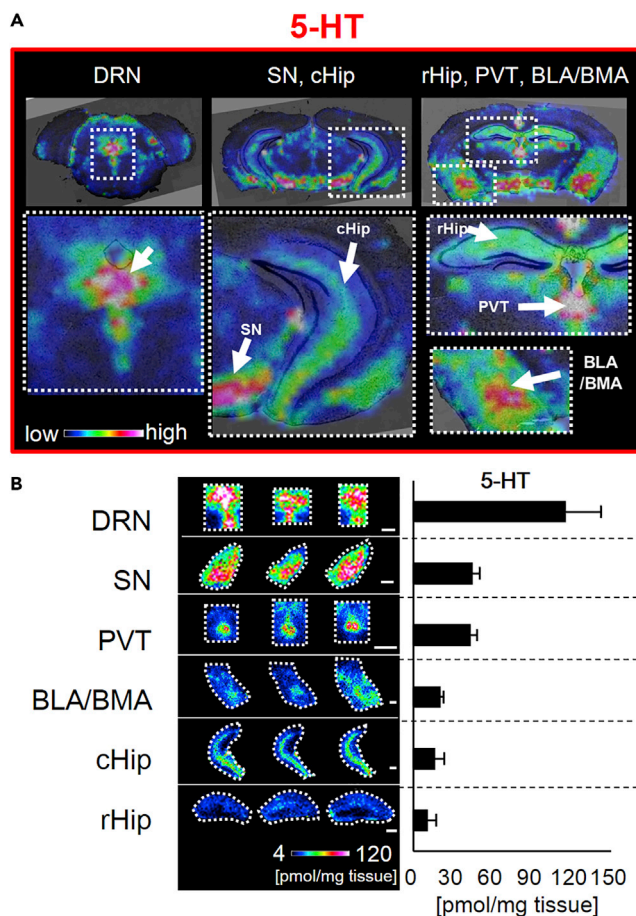 A
5-HT
DRN
SN, cHip
rHip, PVT, BLA/BMA
cHip
SN
rHip
PVT
BLA
/BMA
low
high
B
5-HT
DRN
SN
PVT
BLA/BMA
cHip
rHip
4
120
[pmol/mg tissue]
0
30
60
90
120
150
[pmol/mg tissue]